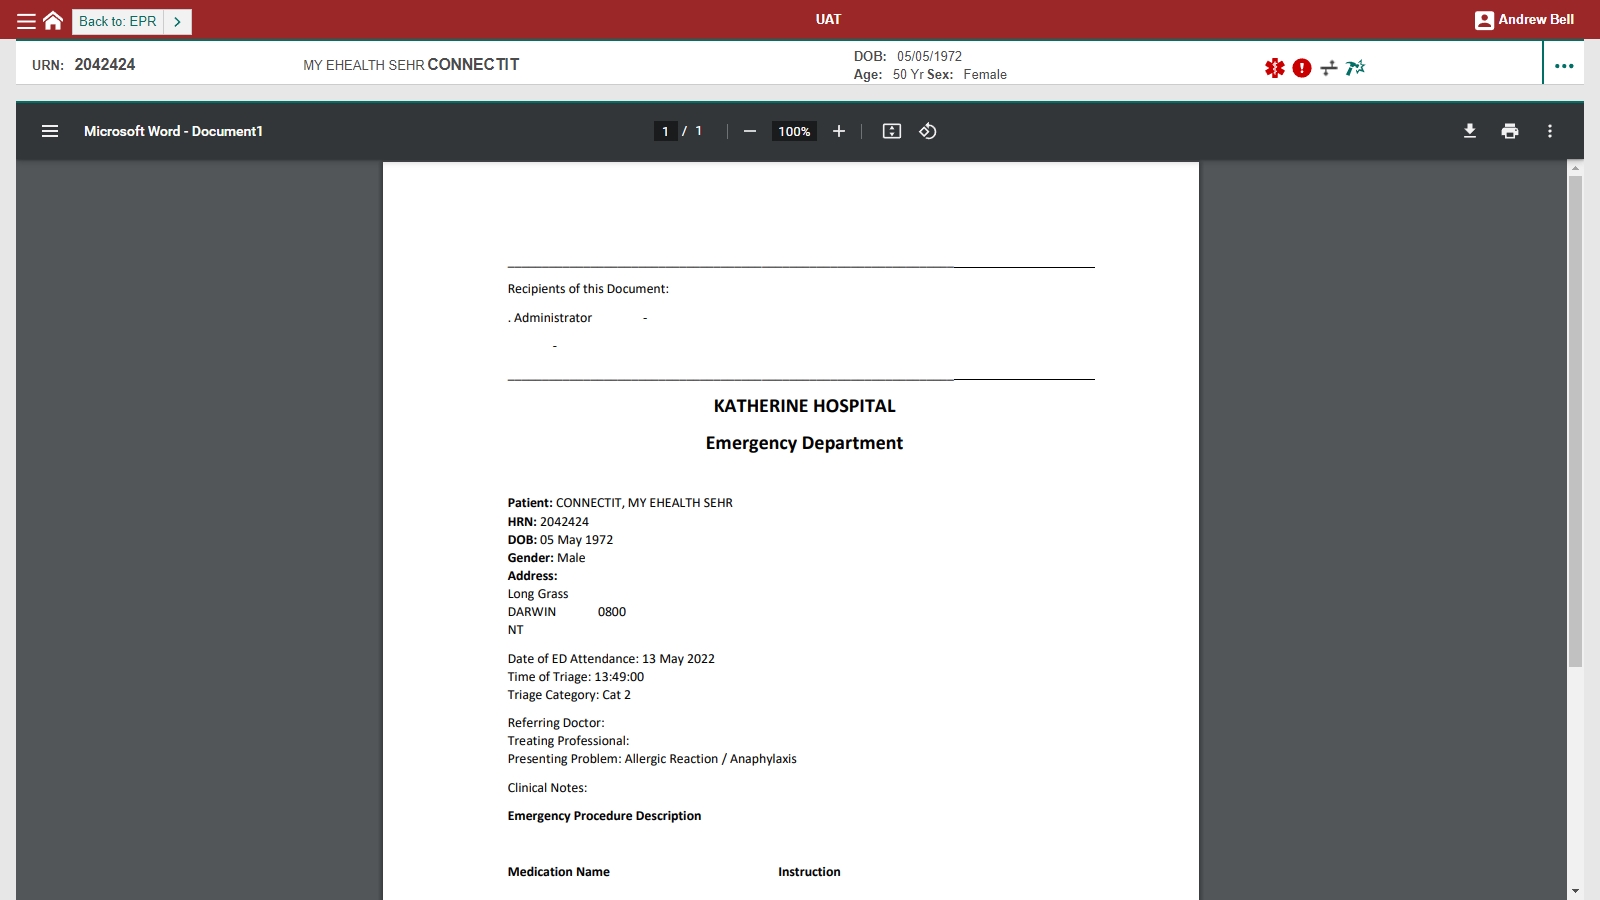 Back to: EPR
UAT
Andrew Bell
URN: 2042424
MY EHEALTH SEHR CONNECTIT
DOB: 05/05/1972
Age: 50 Yr Sex: Female
Microsoft Word - Document1
1 / 1
100%
Recipients of this Document:
. Administrator -
-
KATHERINE HOSPITAL
Emergency Department
Patient: CONNECTIT, MY EHEALTH SEHR
HRN: 2042424
DOB: 05 May 1972
Gender: Male
Address:
Long Grass
DARWIN 0800
NT
Date of ED Attendance: 13 May 2022
Time of Triage: 13:49:00
Triage Category: Cat 2
Referring Doctor:
Treating Professional:
Presenting Problem: Allergic Reaction / Anaphylaxis
Clinical Notes:
Emergency Procedure Description
Medication Name Instruction